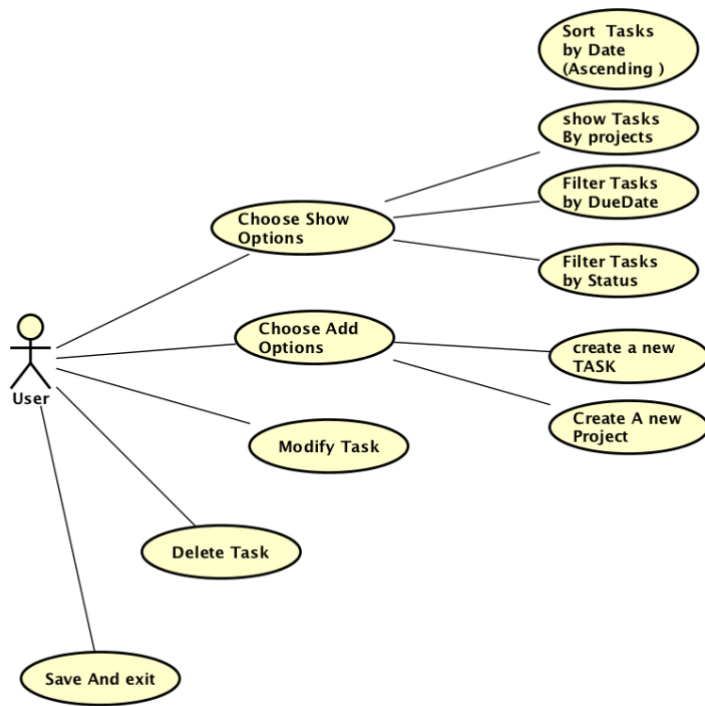 Sort Tasks
by Date
(Ascending )
show Tasks
By projects
Filter Tasks
by DueDate
Choose Show
Options
Filter Tasks
by Status
Choose Add
Options
create a new
TASK
User
Create A new
Project
Modify Task
Delete Task
Save And exit